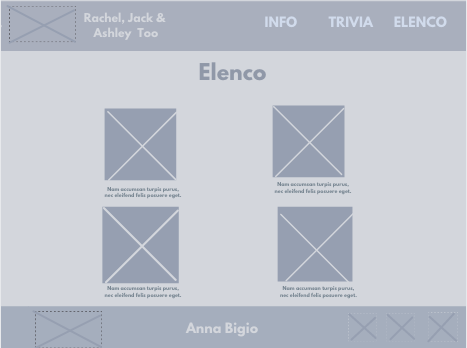 Rachel, Jack &
Ashley Too
INFO TRIVIA ELENCO
Elenco
Nam accumsan turpis purus,
nec eleifend felis posuere eget.
Nam accumsan turpis purus,
nec eleifend felis posuere eget.
Nam accumsan turpis purus,
nec eleifend felis posuere eget.
Nam accumsan turpis purus,
nec eleifend felis posuere eget.
Anna Bigio